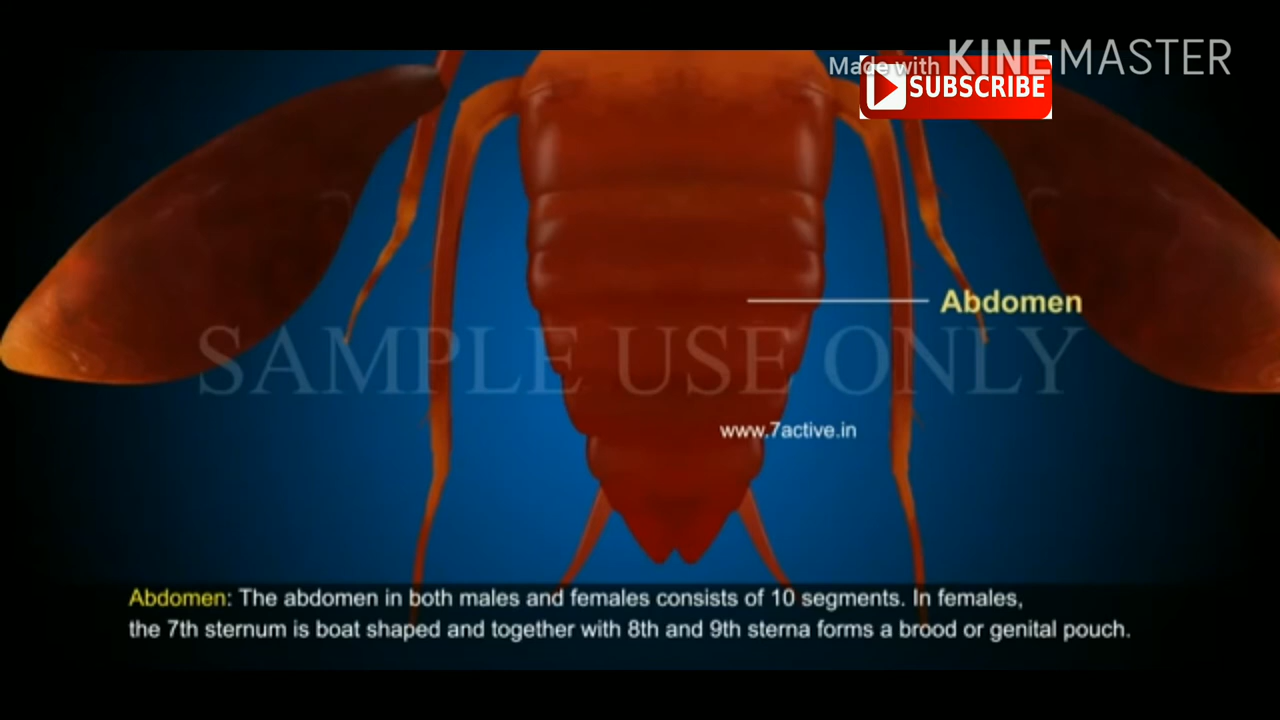 Made with KINEMASTER
SUBSCRIBE
Abdomen
SAMPLE USE ONLY
www.7active.in
Abdomen: The abdomen in both males and females consists of 10 segments. In females,
the 7th sternum is boat shaped and together with 8th and 9th sterna forms a brood or genital pouch.